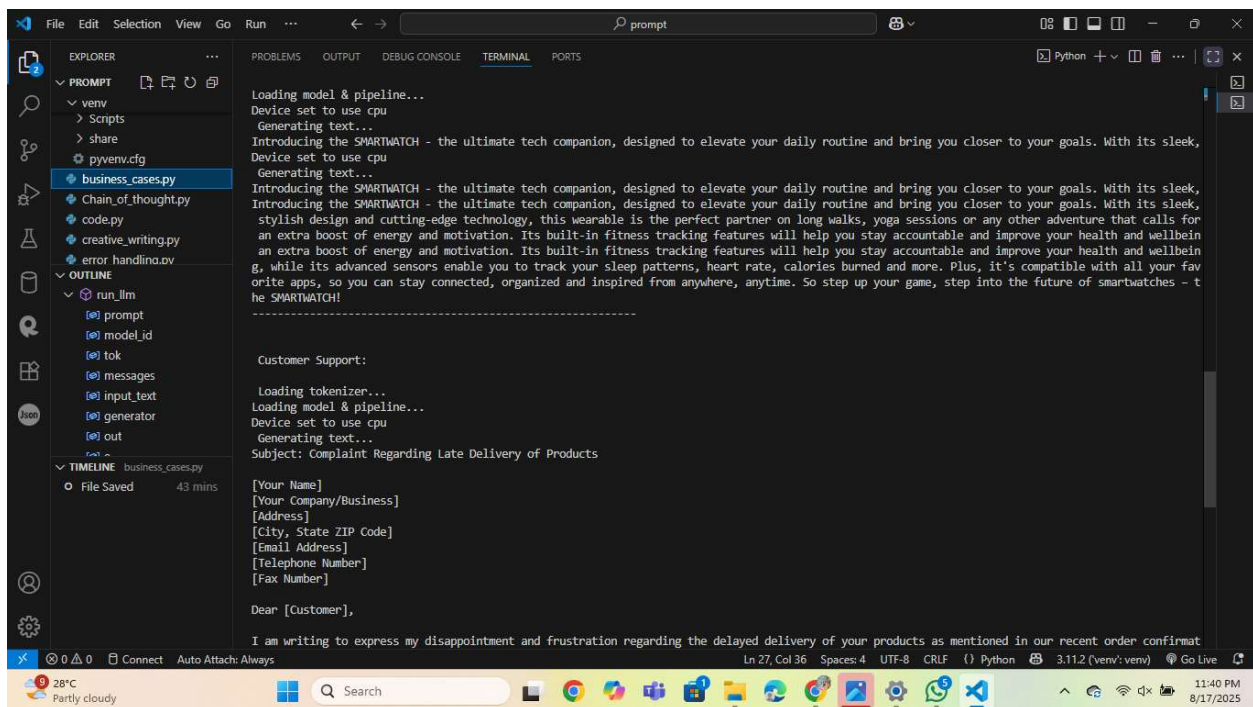 File Edit Selection View Go Run ··· prompt
EXPLORER ···
PROMPT
venv
Scripts
share
pyvenv.cfg
business_cases.py
Chain_of_thought.py
code.py
creative_writing.py
error_handling.py
OUTLINE
run_llm
prompt
model_id
tok
messages
input_text
generator
out
TIMELINE business_cases.py
File Saved 43 mins
PROBLEMS OUTPUT DEBUG CONSOLE TERMINAL PORTS Python
Loading model & pipeline...
Device set to use cpu
Generating text...
Introducing the SMARTWATCH - the ultimate tech companion, designed to elevate your daily routine and bring you closer to your goals. With its sleek,
Device set to use cpu
Generating text...
Introducing the SMARTWATCH - the ultimate tech companion, designed to elevate your daily routine and bring you closer to your goals. With its sleek,
Introducing the SMARTWATCH - the ultimate tech companion, designed to elevate your daily routine and bring you closer to your goals. With its sleek,
stylish design and cutting-edge technology, this wearable is the perfect partner on long walks, yoga sessions or any other adventure that calls for
an extra boost of energy and motivation. Its built-in fitness tracking features will help you stay accountable and improve your health and wellbein
an extra boost of energy and motivation. Its built-in fitness tracking features will help you stay accountable and improve your health and wellbein
g, while its advanced sensors enable you to track your sleep patterns, heart rate, calories burned and more. Plus, it's compatible with all your fav
orite apps, so you can stay connected, organized and inspired from anywhere, anytime. So step up your game, step into the future of smartwatches – t
he SMARTWATCH!
------------------------------------------------------------
Customer Support:
Loading tokenizer...
Loading model & pipeline...
Device set to use cpu
Generating text...
Subject: Complaint Regarding Late Delivery of Products
[Your Name]
[Your Company/Business]
[Address]
[City, State ZIP Code]
[Email Address]
[Telephone Number]
[Fax Number]
Dear [Customer],
I am writing to express my disappointment and frustration regarding the delayed delivery of your products as mentioned in our recent order confirmat
0 0 0 Connect Auto Attach: Always Ln 27, Col 36 Spaces: 4 UTF-8 CRLF {} Python 3.11.2 ('venv': venv) Go Live
28°C
Partly cloudy
Search
11:40 PM
8/17/2025